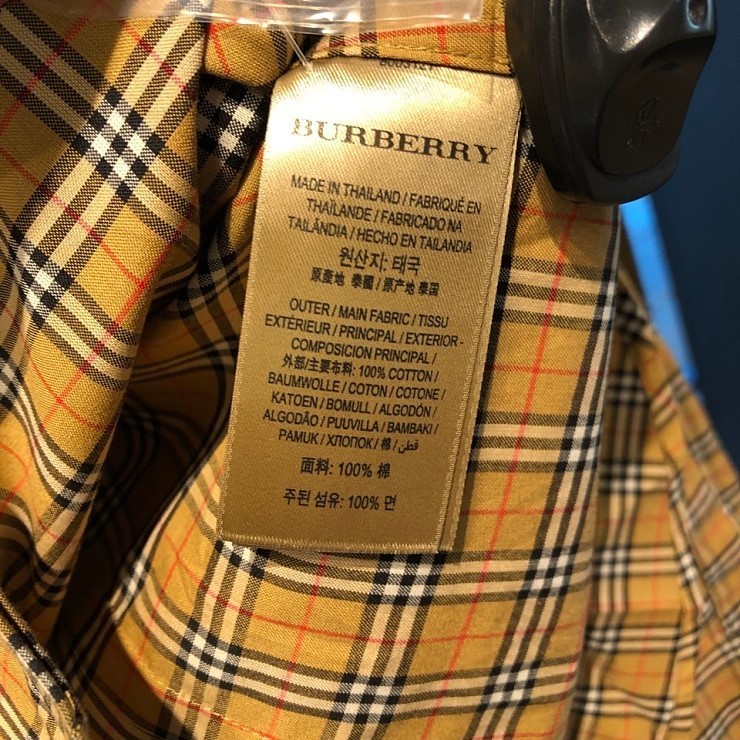 BURBERRY
MADE IN THAILAND / FABRIQUÉ EN
THAÏLANDE / FABRICADO NA
TAILÂNDIA / HECHO EN TAILANDIA
원산지: 태국
原產地 泰國 / 原产地 泰国
OUTER / MAIN FABRIC / TISSU
EXTÉRIEUR / PRINCIPAL / EXTERIOR-
COMPOSICION PRINCIPAL /
外部/主要布料: 100% COTTON /
BAUMWOLLE / COTON / COTONE /
KATOEN / BOMULL / ALGODÓN /
ALGODÃO / PUUVILLA / BAMBAKI /
PAMUK / ХЛОПОК / 棉 / قطن
面料: 100% 棉
주된 섬유: 100% 면